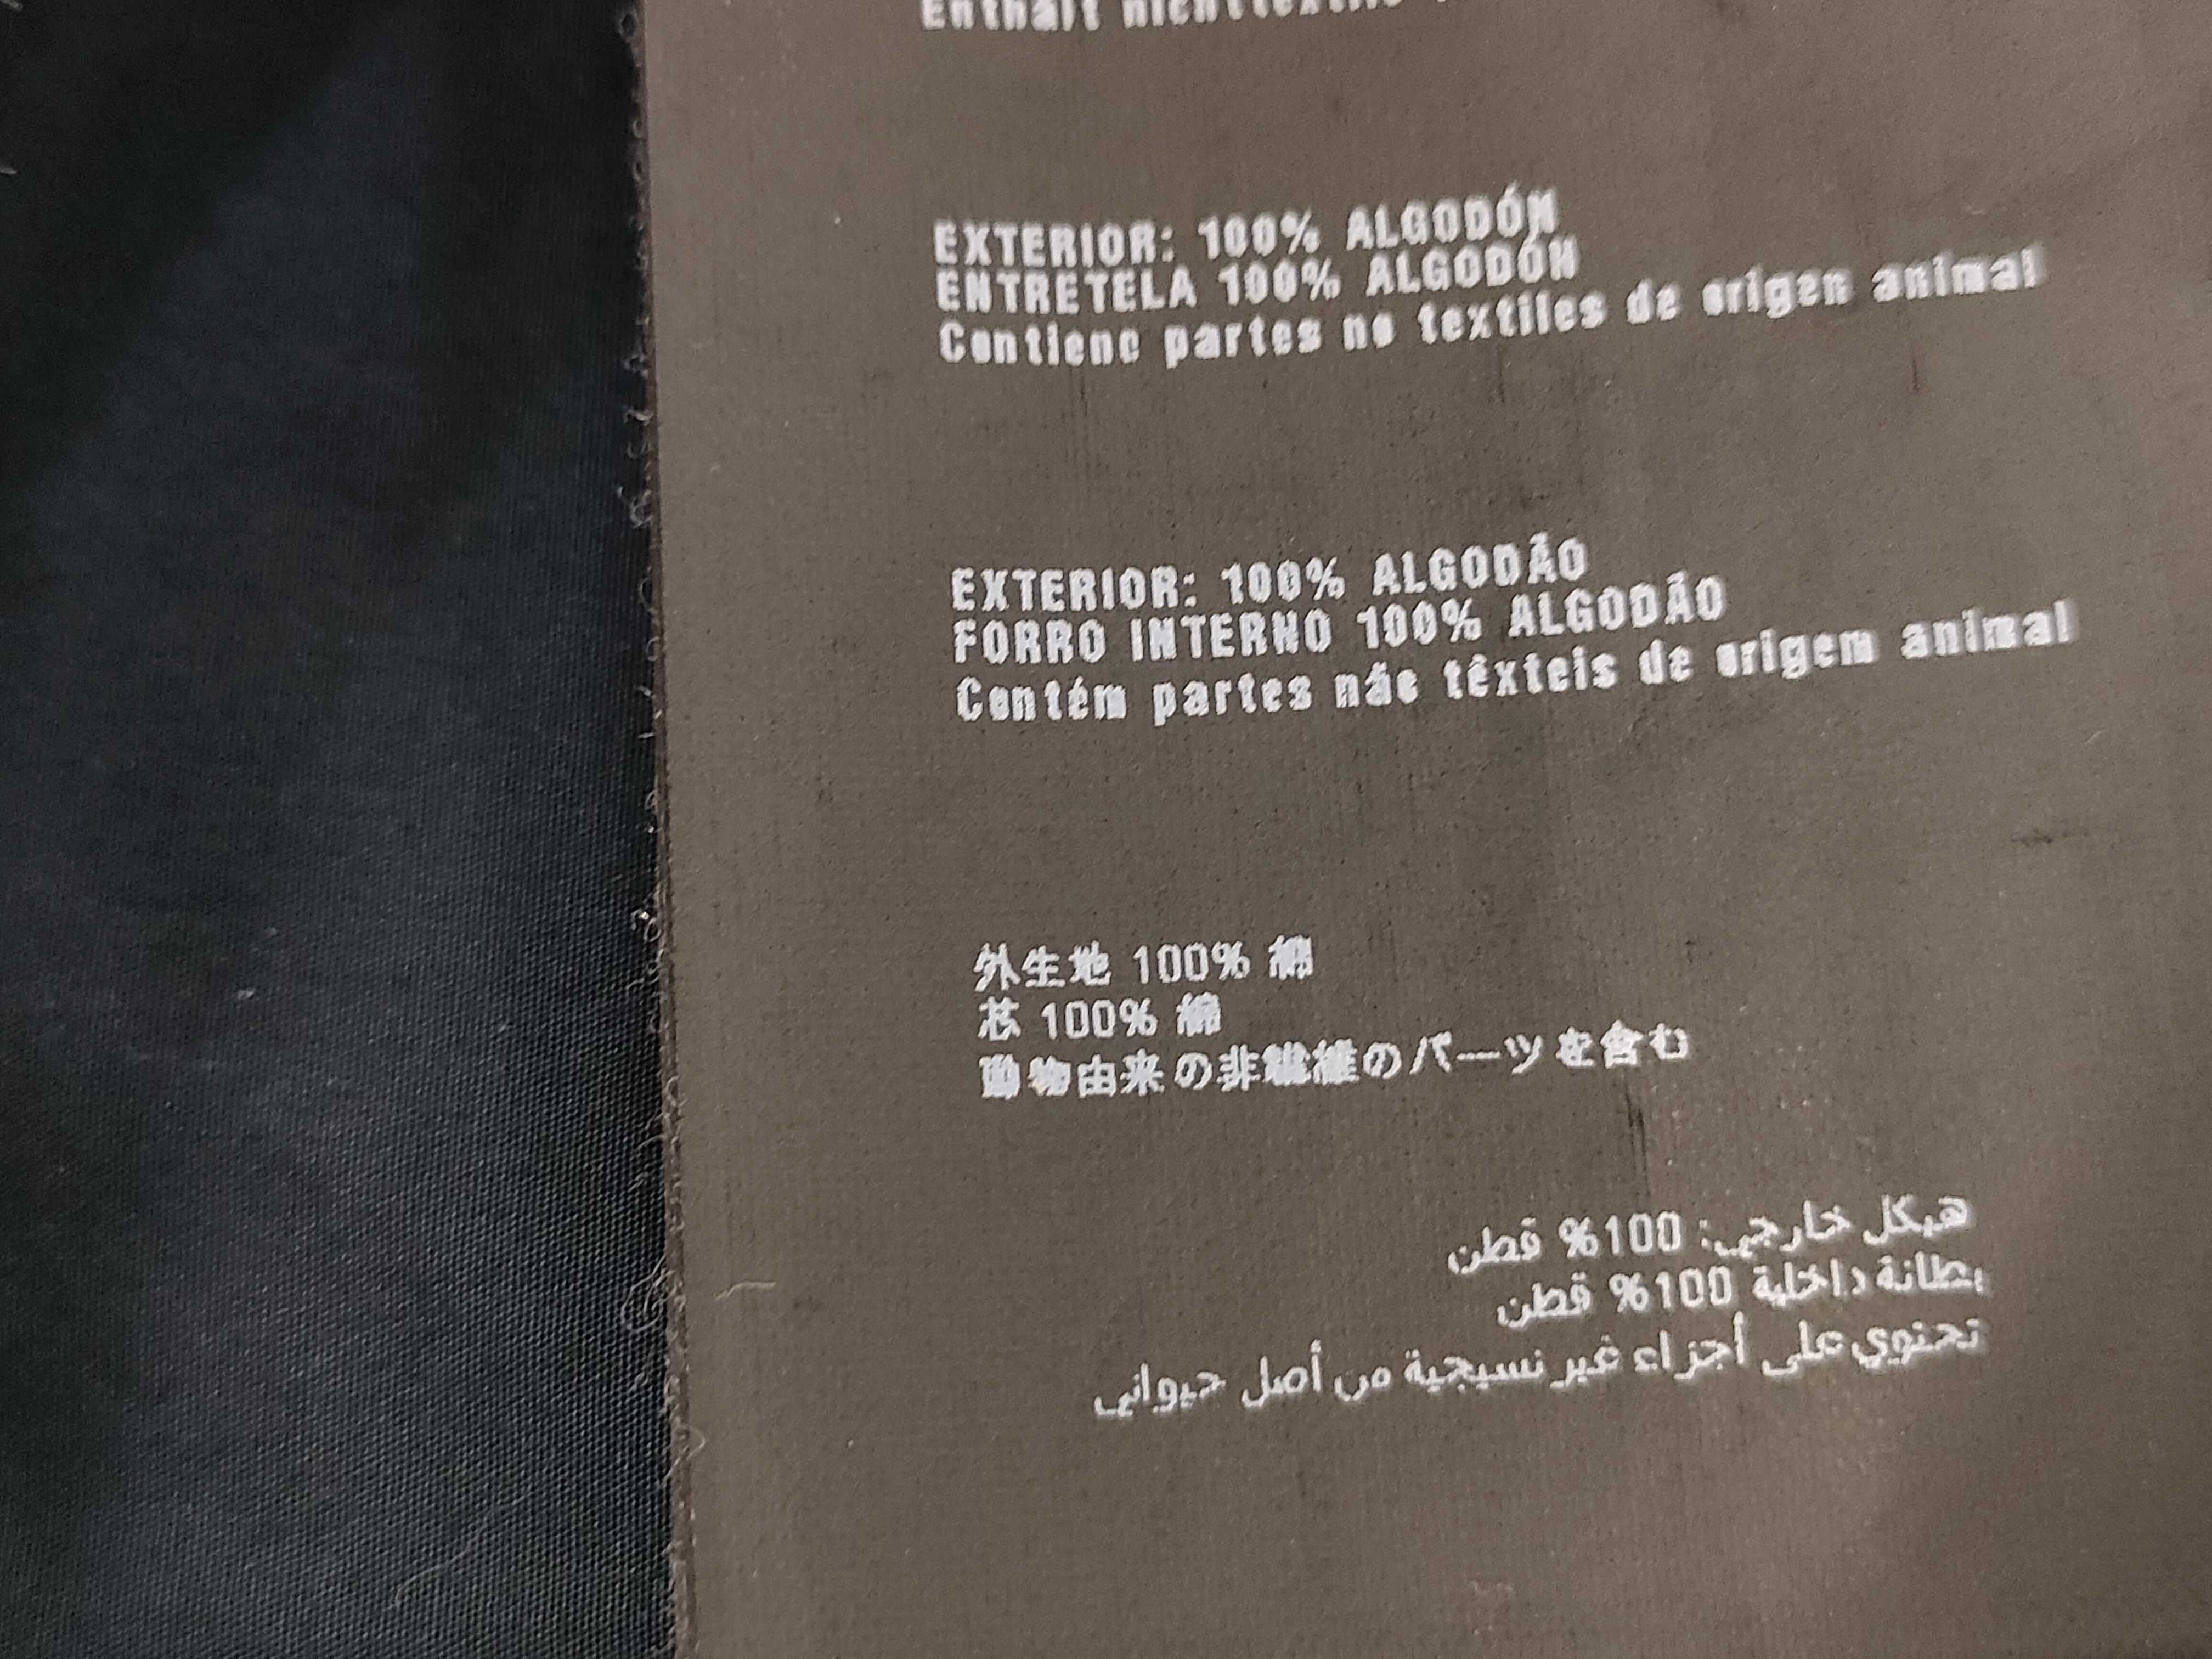 Enthält
EXTERIOR: 100% ALGODÓN
ENTRETELA 100% ALGODÓN
Contiene partes no textiles de origen animal
EXTERIOR: 100% ALGODÃO
FORRO INTERNO 100% ALGODÃO
Contém partes não têxteis de origem animal
外生地 100% 綿
芯 100% 綿
動物由来の非繊維のパーツを含む
هيكل خارجي: 100% قطن
بطانة داخلية 100% قطن
تحتوي على أجزاء غير نسيجية من أصل حيواني